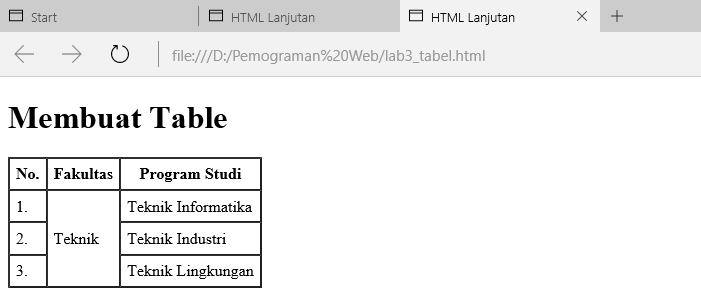 Start
HTML Lanjutan
HTML Lanjutan
file:///D:/Pemograman%20Web/lab3_tabel.html
Membuat Table
No. Fakultas Program Studi
1. Teknik Informatika
2. Teknik Teknik Industri
3. Teknik Lingkungan